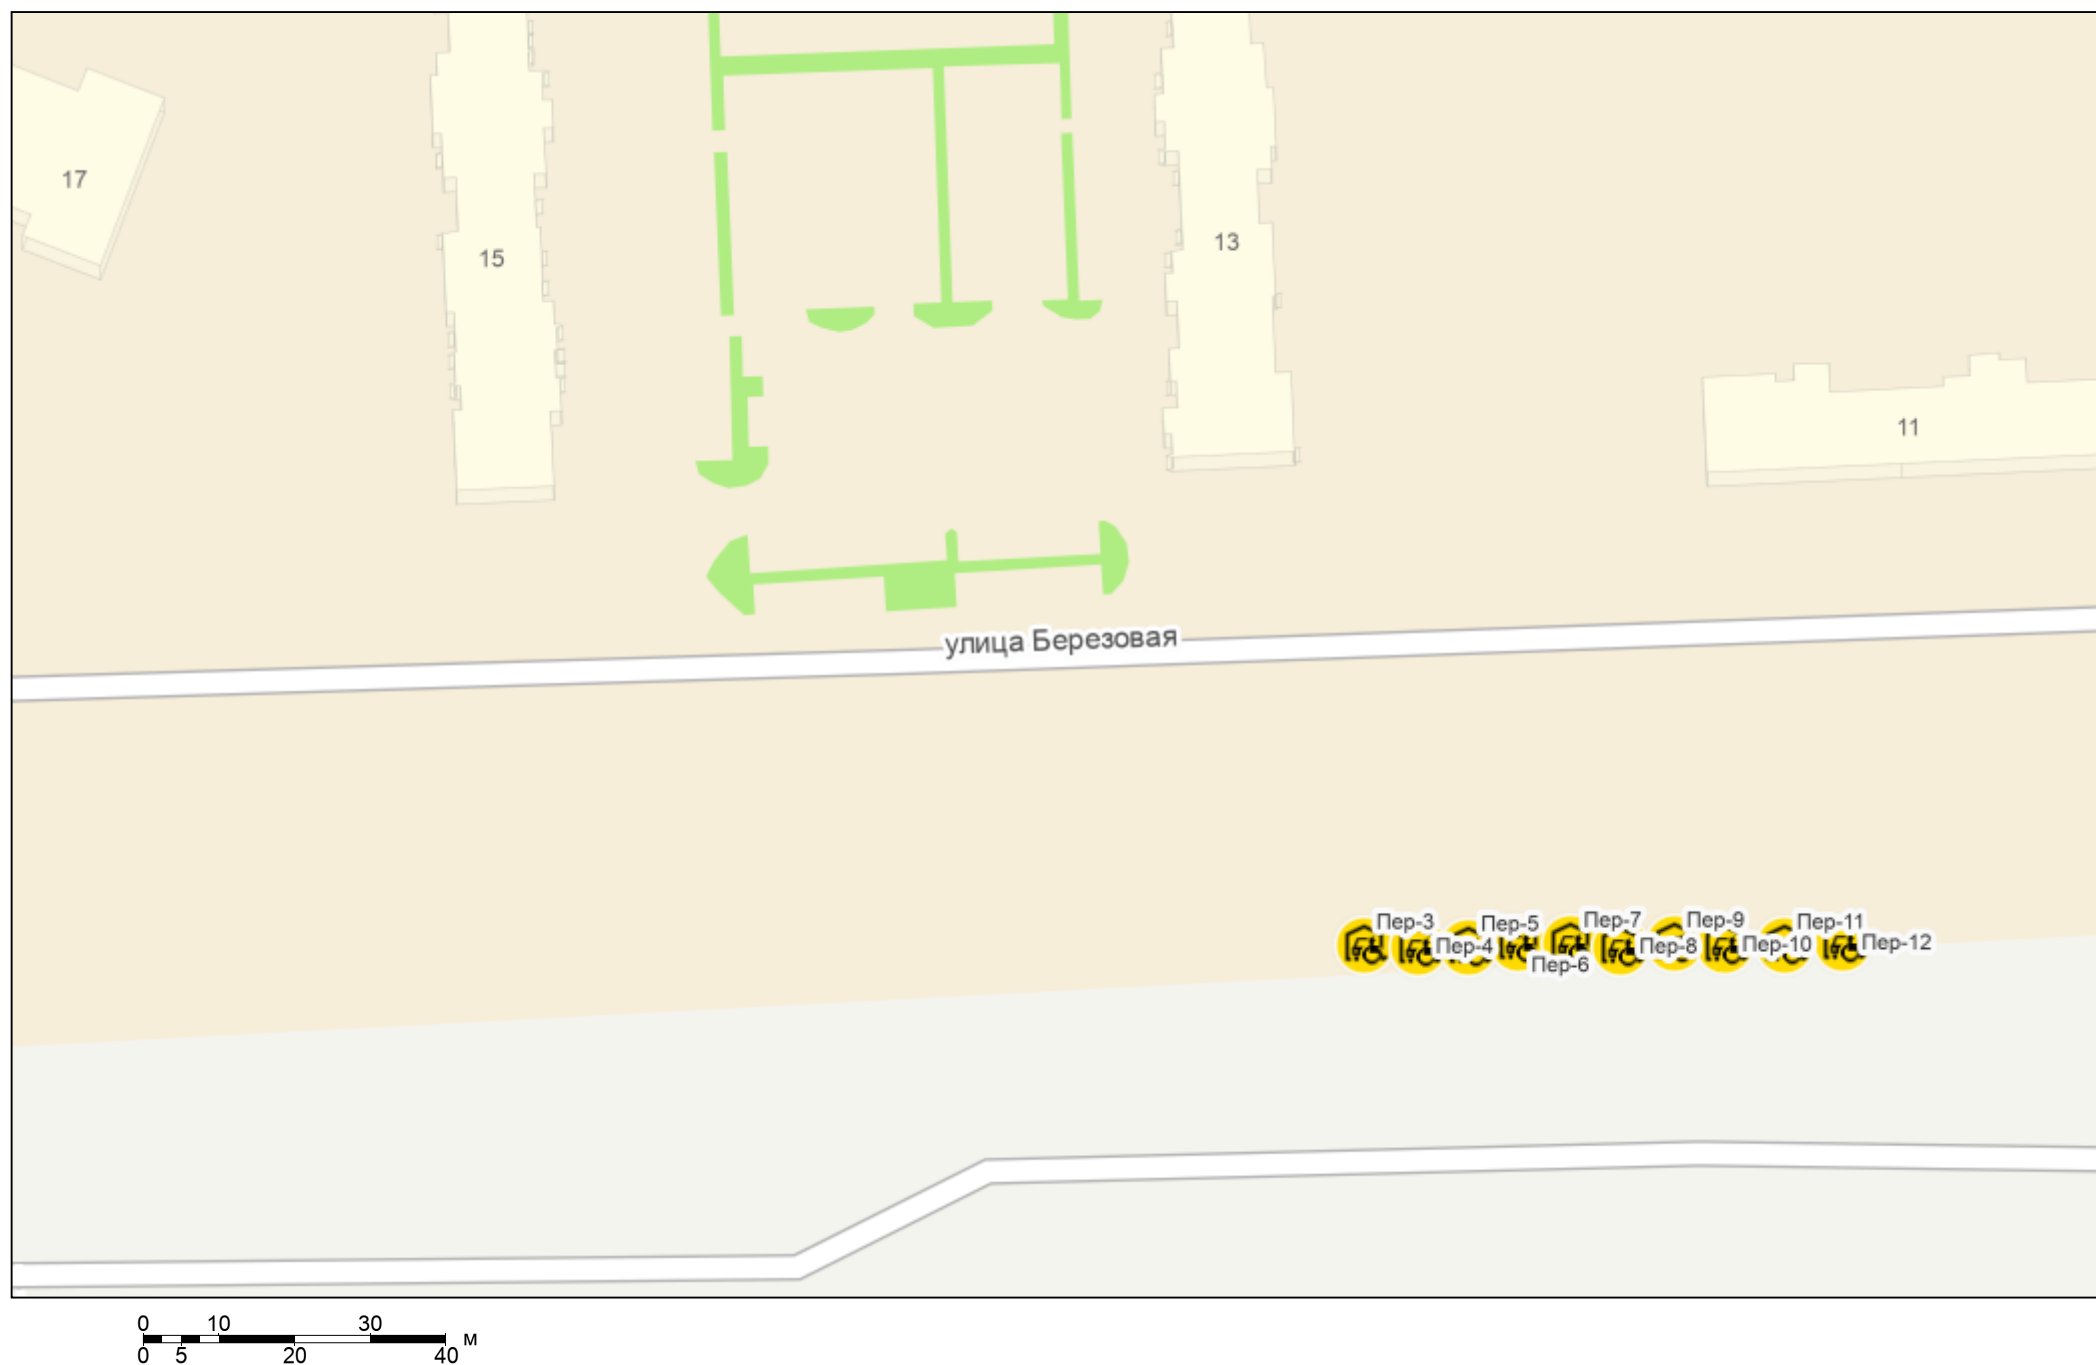 17
15
13
11
улица Березовая
Пер-3
Пер-4
Пер-5
Пер-6
Пер-7
Пер-8
Пер-9
Пер-10
Пер-11
Пер-12
0 10 30
м
0 5 20 40